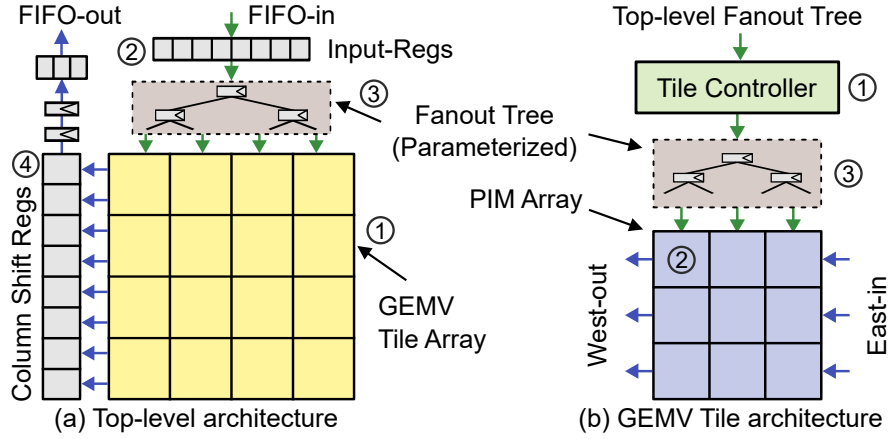 FIFO-out
FIFO-in
② Input-Regs
③
Fanout Tree
(Parameterized)
④
Column Shift Regs
①
GEMV
Tile Array
(a) Top-level architecture
Top-level Fanout Tree
Tile Controller ①
③
PIM Array
②
West-out
East-in
(b) GEMV Tile architecture